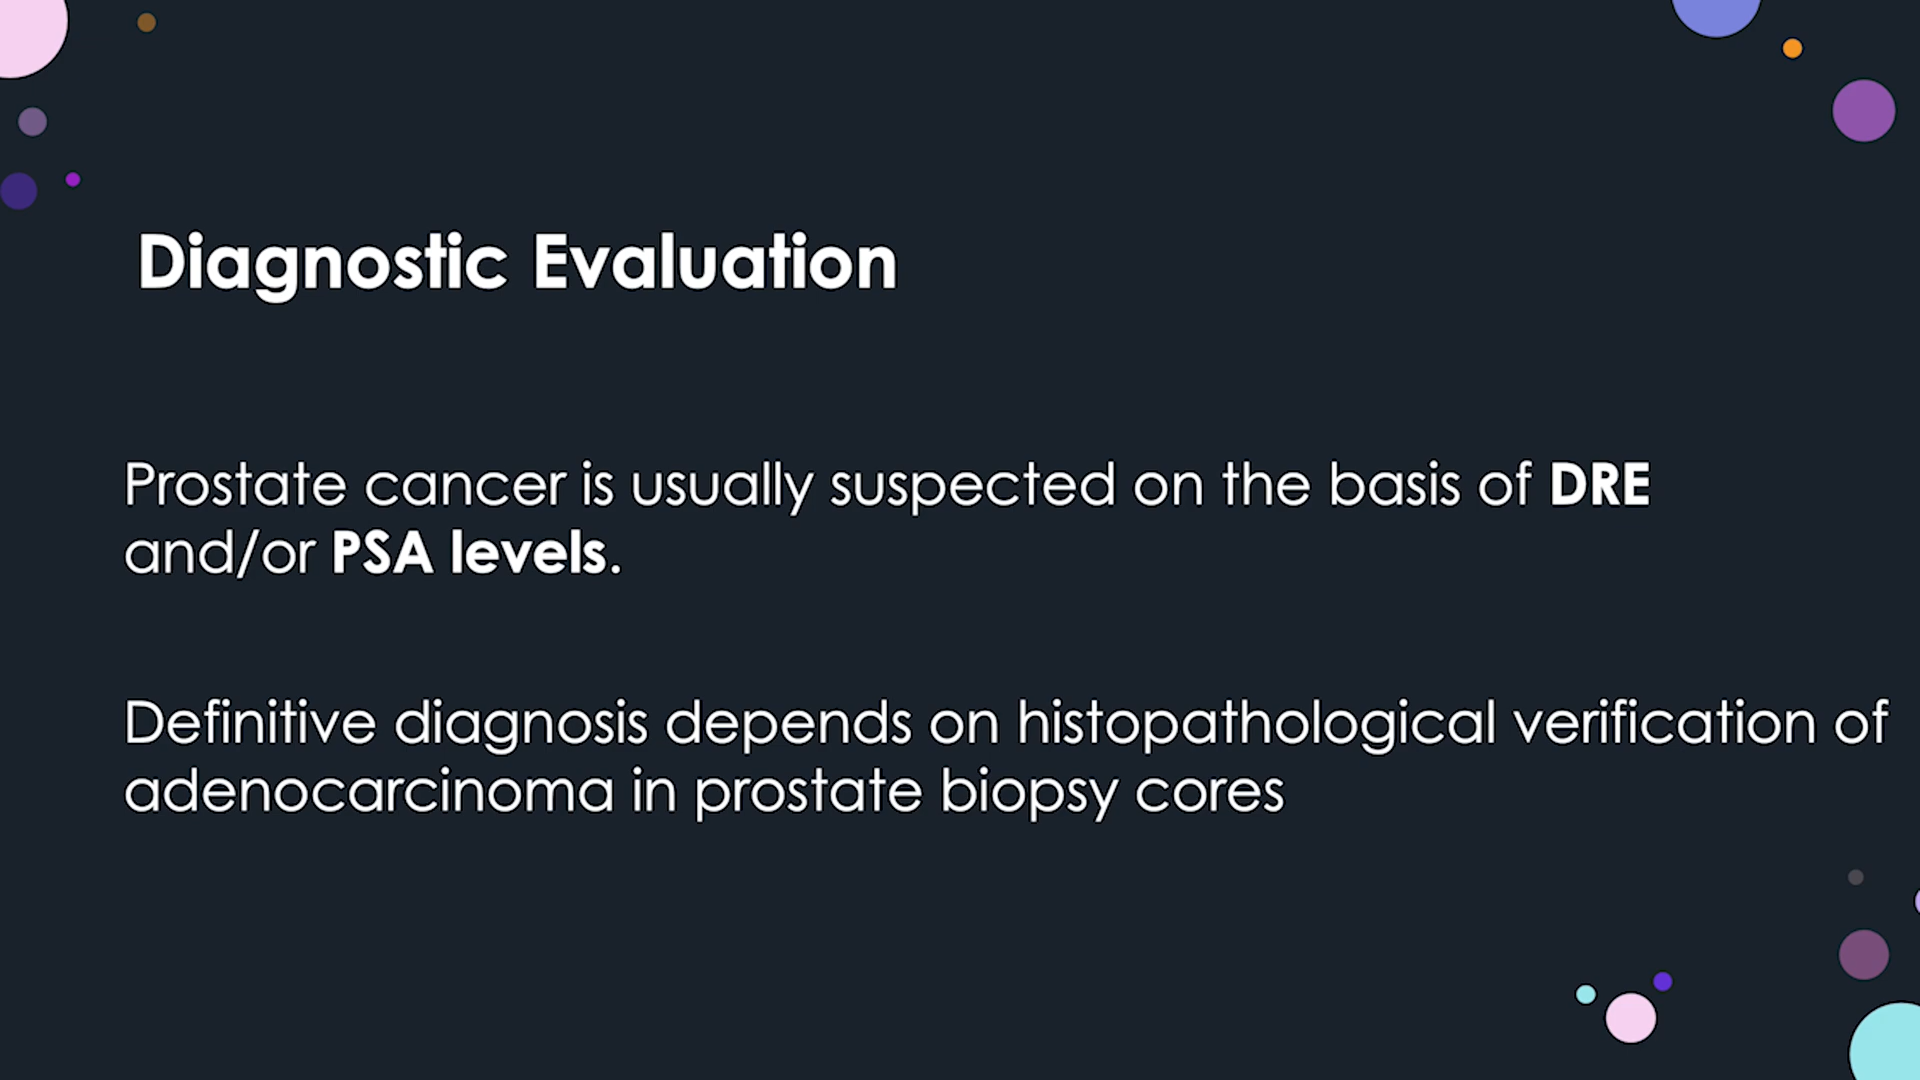 Diagnostic Evaluation
Prostate cancer is usually suspected on the basis of DRE
and/or PSA levels.
Definitive diagnosis depends on histopathological verification of
adenocarcinoma in prostate biopsy cores